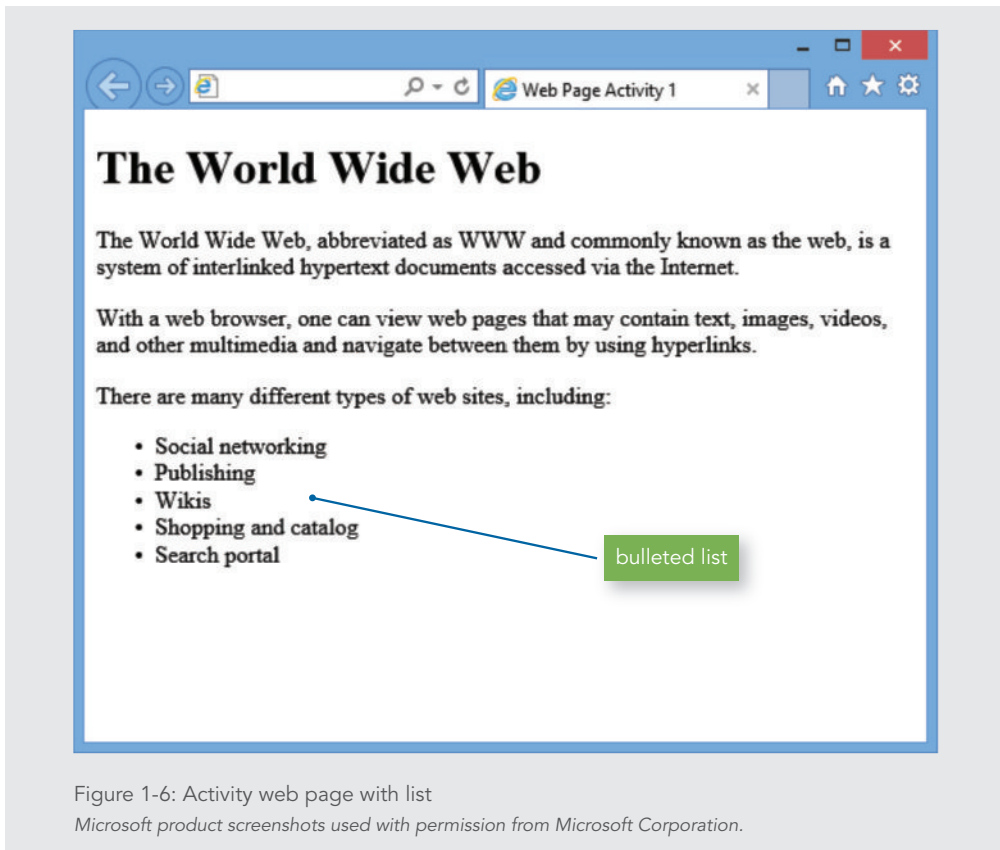 Web Page Activity 1
The World Wide Web
The World Wide Web, abbreviated as WWW and commonly known as the web, is a
system of interlinked hypertext documents accessed via the Internet.
With a web browser, one can view web pages that may contain text, images, videos,
and other multimedia and navigate between them by using hyperlinks.
There are many different types of web sites, including:
• Social networking
• Publishing
• Wikis
• Shopping and catalog
• Search portal
bulleted list
Figure 1-6: Activity web page with list
Microsoft product screenshots used with permission from Microsoft Corporation.